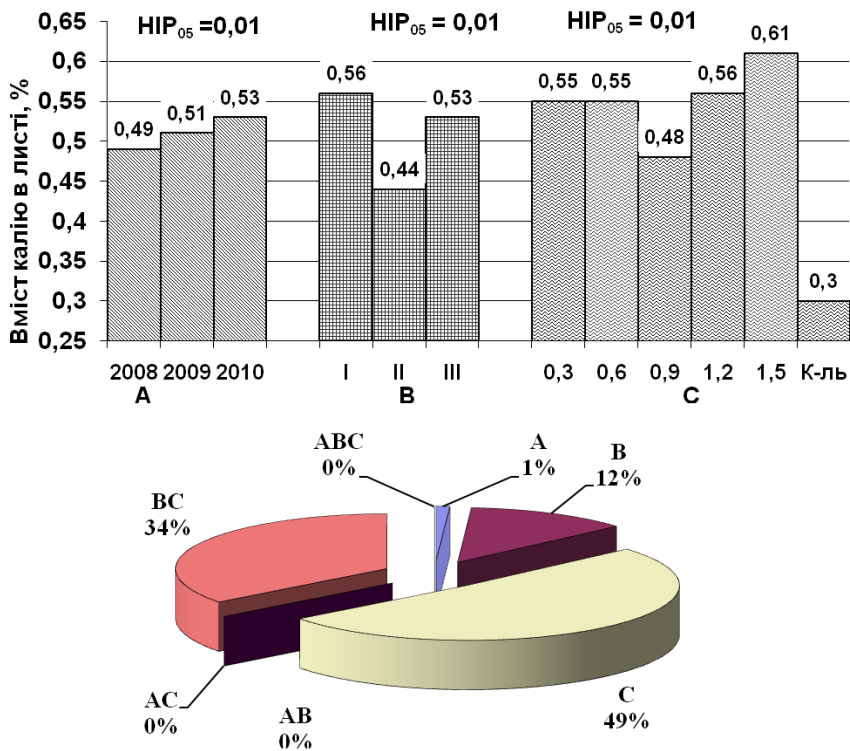 Вміст калію в листі, %
0,65
0,6
0,55
0,5
0,45
0,4
0,35
0,3
0,25
НІР₀₅ =0,01
НІР₀₅ = 0,01
НІР₀₅ = 0,01
0,49
0,51
0,53
0,56
0,44
0,53
0,55
0,55
0,48
0,56
0,61
0,3
2008 2009 2010
I II III
0,3 0,6 0,9 1,2 1,5 К-ль
А
В
С
ABC
0%
A
1%
B
12%
BC
34%
AC
0%
AB
0%
C
49%